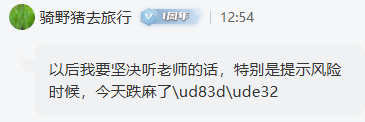 骑野猪去旅行 1周年 12:54
以后我要坚决听老师的话，特别是提示风险
时候，今天跌麻了\ud83d\ude32